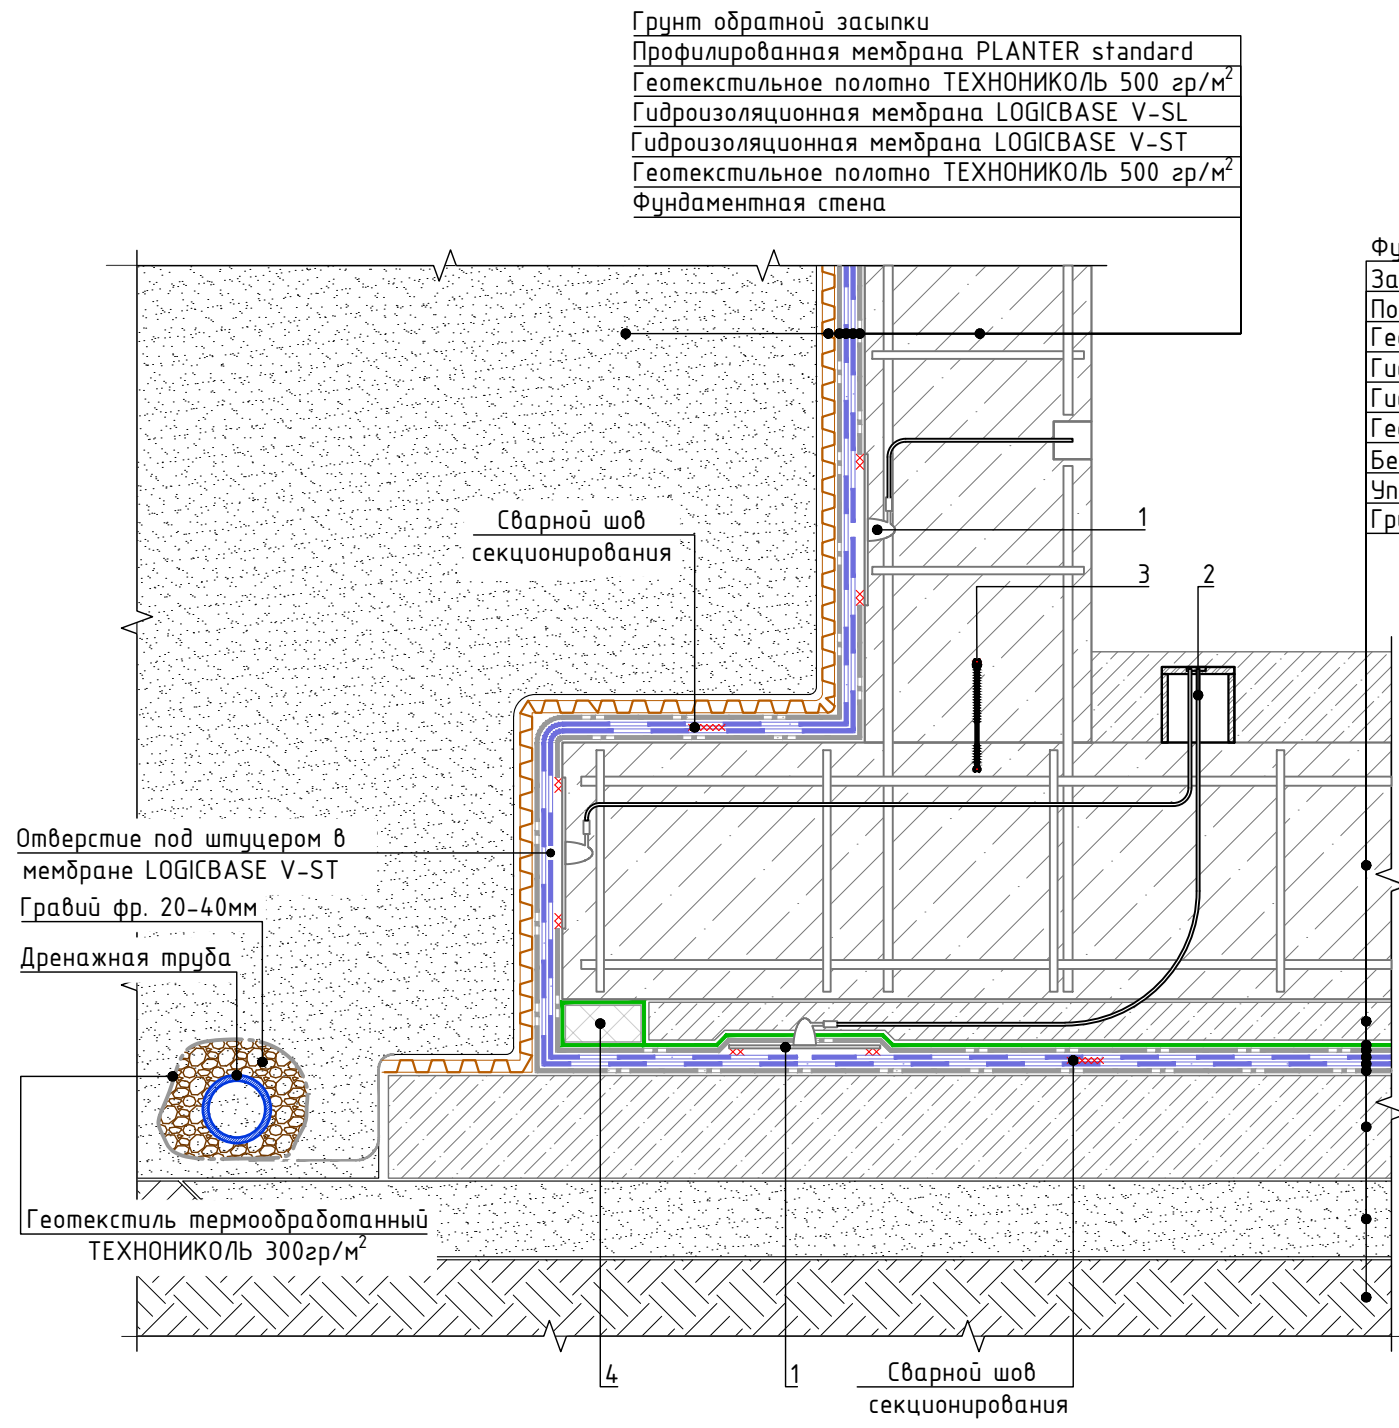 Грунт обратной засыпки
Профилированная мембрана PLANTER standard
Геотекстильное полотно ТЕХНОНИКОЛЬ 500 гр/м²
Гидроизоляционная мембрана LOGICBASE V-SL
Гидроизоляционная мембрана LOGICBASE V-ST
Геотекстильное полотно ТЕХНОНИКОЛЬ 500 гр/м²
Фундаментная стена
1
3
2
Сварной шов
секционирования
Отверстие под штуцером в
мембране LOGICBASE V-ST
Гравий фр. 20-40мм
Дренажная труба
Геотекстиль термообработанный
ТЕХНОНИКОЛЬ 300гр/м²
4
1
Сварной шов
секционирования